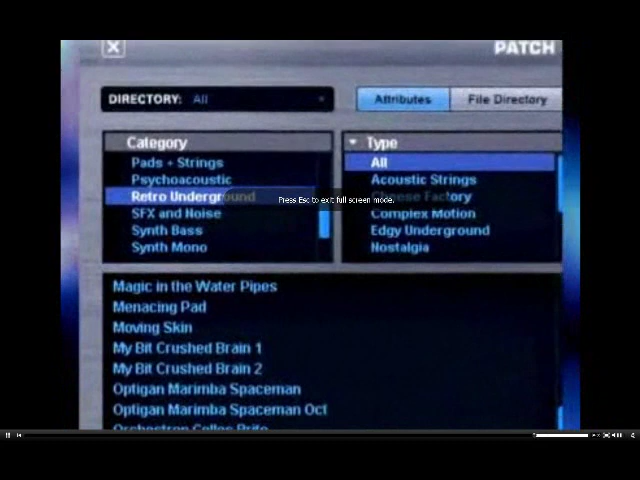 PATCH
DIRECTORY: All
Attributes
File Directory
Category
Pads + Strings
Psychoacoustic
Retro Underground
SFX and Noise
Synth Bass
Synth Mono
Type
All
Acoustic Strings
Cheese Factory
Complex Motion
Edgy Underground
Nostalgia
Press Esc to exit full screen mode.
Magic in the Water Pipes
Menacing Pad
Moving Skin
My Bit Crushed Brain 1
My Bit Crushed Brain 2
Optigan Marimba Spaceman
Optigan Marimba Spaceman Oct